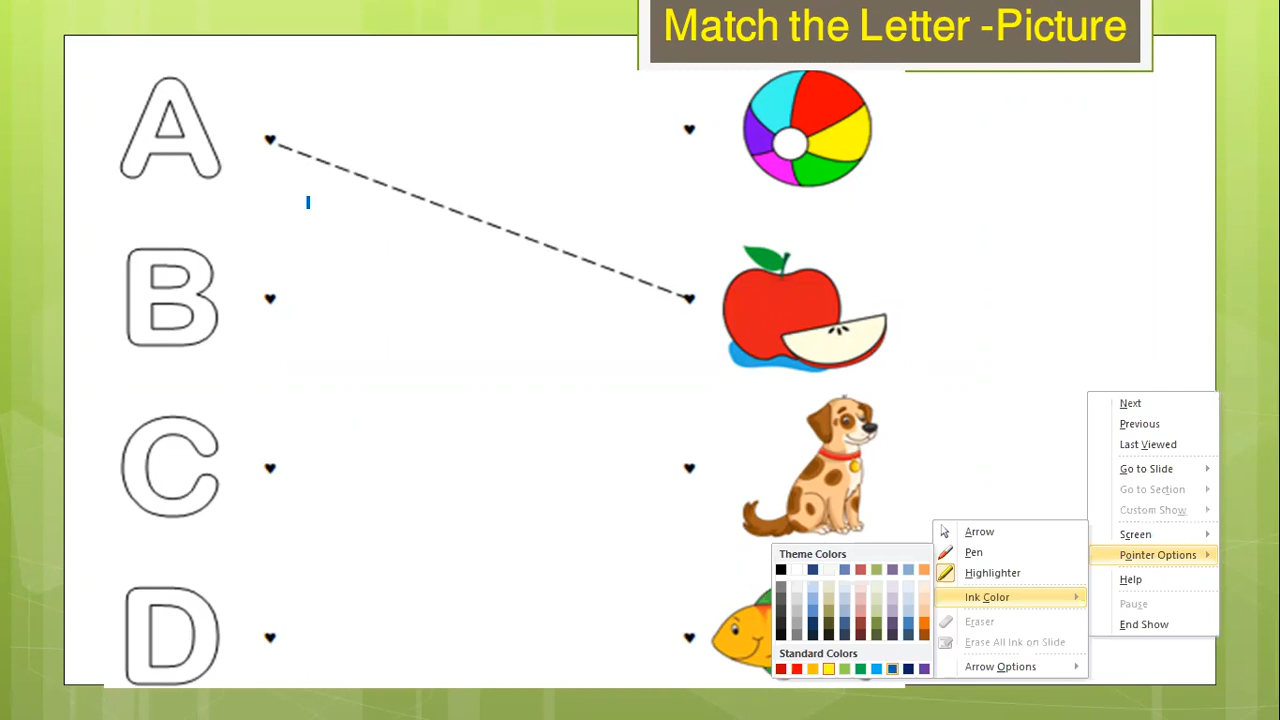 Match the Letter -Picture
A
B
C
D
Next
Previous
Last Viewed
Go to Slide
Go to Section
Custom Show
Screen
Pointer Options
Help
Pause
End Show
Arrow
Pen
Highlighter
Ink Color
Eraser
Erase All Ink on Slide
Arrow Options
Theme Colors
Standard Colors